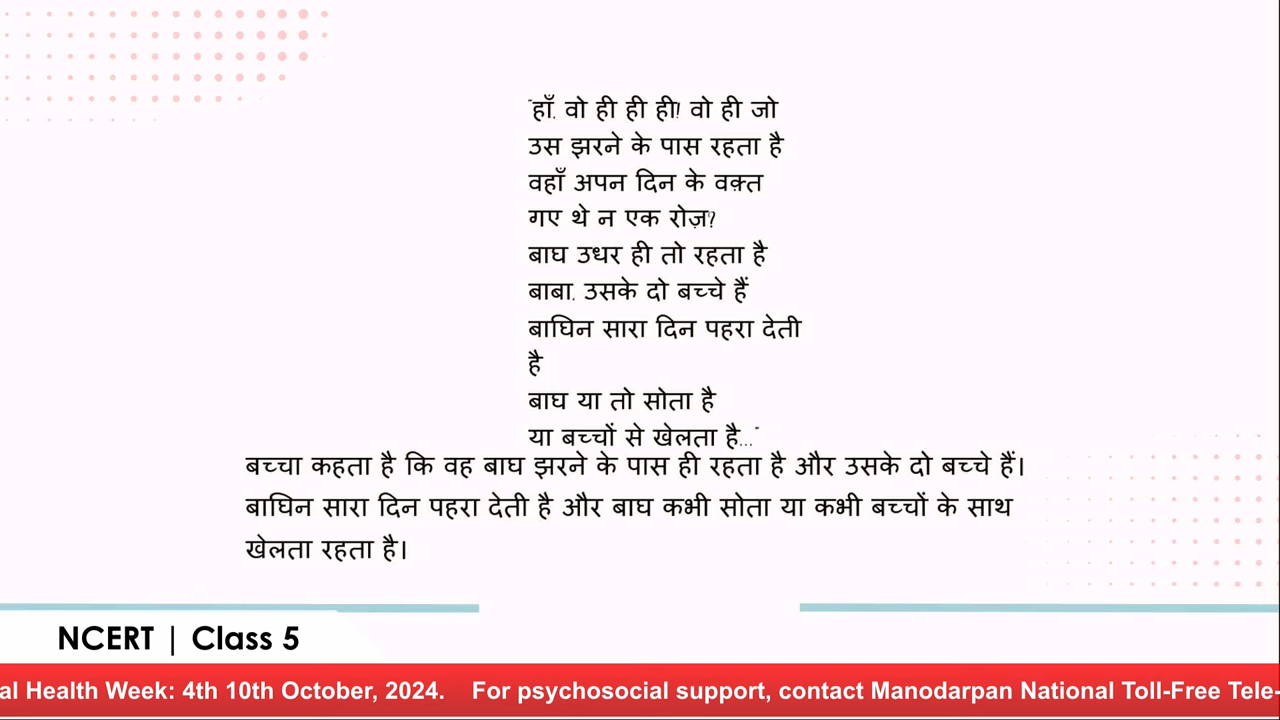 "हाँ. वो ही ही ही! वो ही जो
उस झरने के पास रहता है
वहाँ अपन दिन के वक़्त
गए थे न एक रोज़?
बाघ उधर ही तो रहता है
बाबा. उसके दो बच्चे हैं
बाघिन सारा दिन पहरा देती
है
बाघ या तो सोता है
या बच्चों से खेलता है..."
बच्चा कहता है कि वह बाघ झरने के पास ही रहता है और उसके दो बच्चे हैं।
बाघिन सारा दिन पहरा देती है और बाघ कभी सोता या कभी बच्चों के साथ
खेलता रहता है।
NCERT | Class 5
al Health Week: 4th 10th October, 2024. For psychosocial support, contact Manodarpan National Toll-Free Tele-